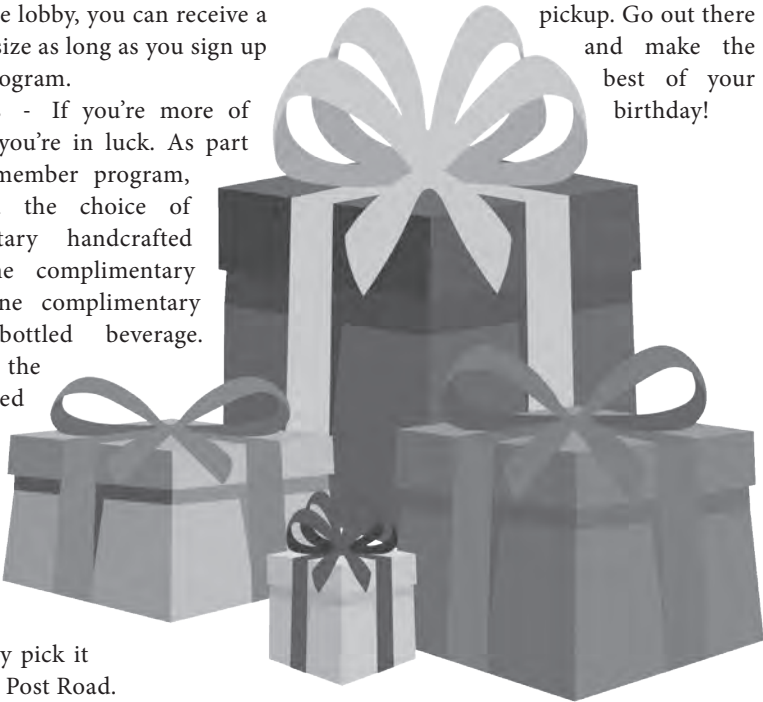 e lobby, you can receive a
size as long as you sign up
ogram.
- If you’re more of
you’re in luck. As part
member program,
the choice of
tary handcrafted
ne complimentary
ne complimentary
bottled beverage.
the
ed
y pick it
Post Road.
pickup. Go out there
and make the
best of your
birthday!